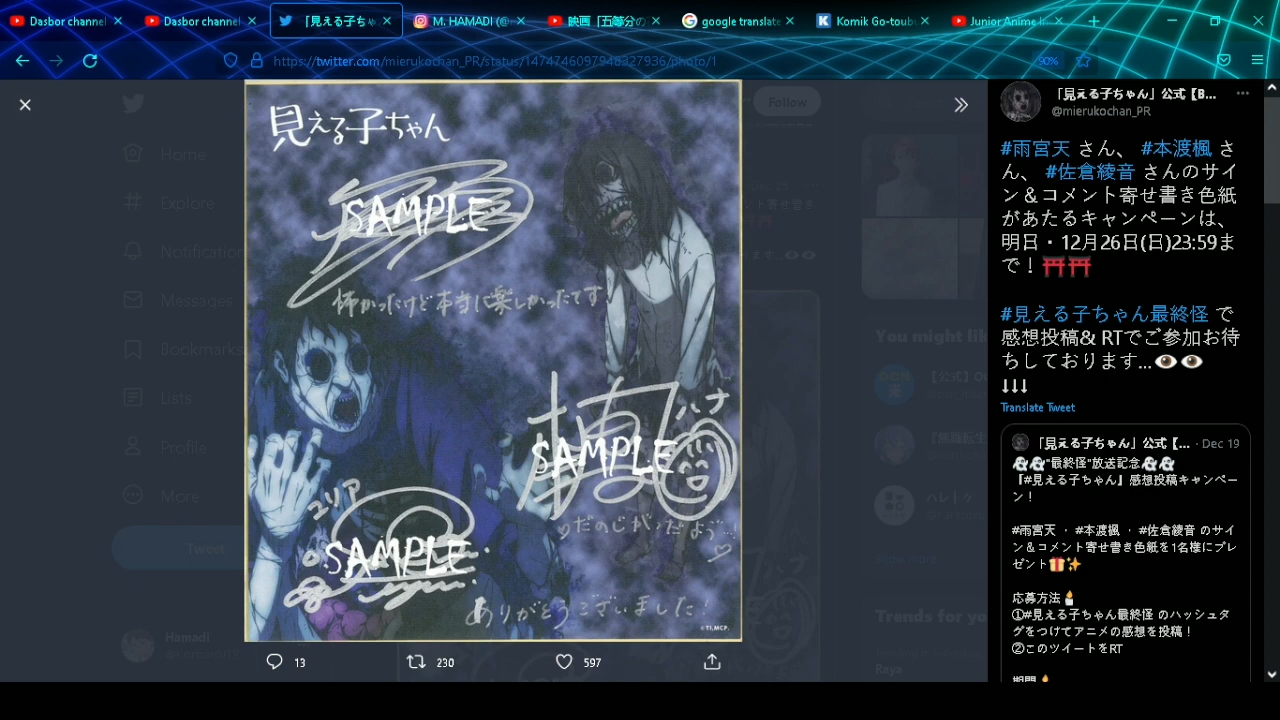 Dasbor channel
Dasbor channel
「見える子ちゃ
M. HAMADI (@
映画「五等分の
google translate
Komik Go-toub
Junior Anime I
https://twitter.com/mierukochan_PR/status/1474746097948327936/photo/1
90%
Home
Explore
Notifications
Messages
Bookmarks
Lists
Profile
More
Tweet
Hamadi
Follow
You might lik
Trends for yo
Raya
見える子ちゃん
SAMPLE
怖かったけど本当に楽しかったです
ハナ
SAMPLE
ユリア
SAMPLE
ありがとうございました！
©TI,MCP.
13
230
597
「見える子ちゃん」公式【B...
@mierukochan_PR
#雨宮天 さん、 #本渡楓 さ
ん、 #佐倉綾音 さんのサイ
ン＆コメント寄せ書き色紙
があたるキャンペーンは、
明日・12月26日(日)23:59ま
で！⛩️⛩️
#見える子ちゃん最終怪 で
感想投稿& RTでご参加お待
ちしております...👁️👁️
↓↓↓
Translate Tweet
「見える子ちゃん」公式【... · Dec 19
👻👻"最終怪"放送記念👻👻
『#見える子ちゃん』感想投稿キャンペー
ン！
#雨宮天 ・ #本渡楓 ・ #佐倉綾音 のサイ
ン＆コメント寄せ書き色紙を1名様にプレ
ゼント🎁✨
応募方法🕯️
①#見える子ちゃん最終怪 のハッシュタ
グをつけてアニメの感想を投稿！
②このツイートをRT
期間🕯️